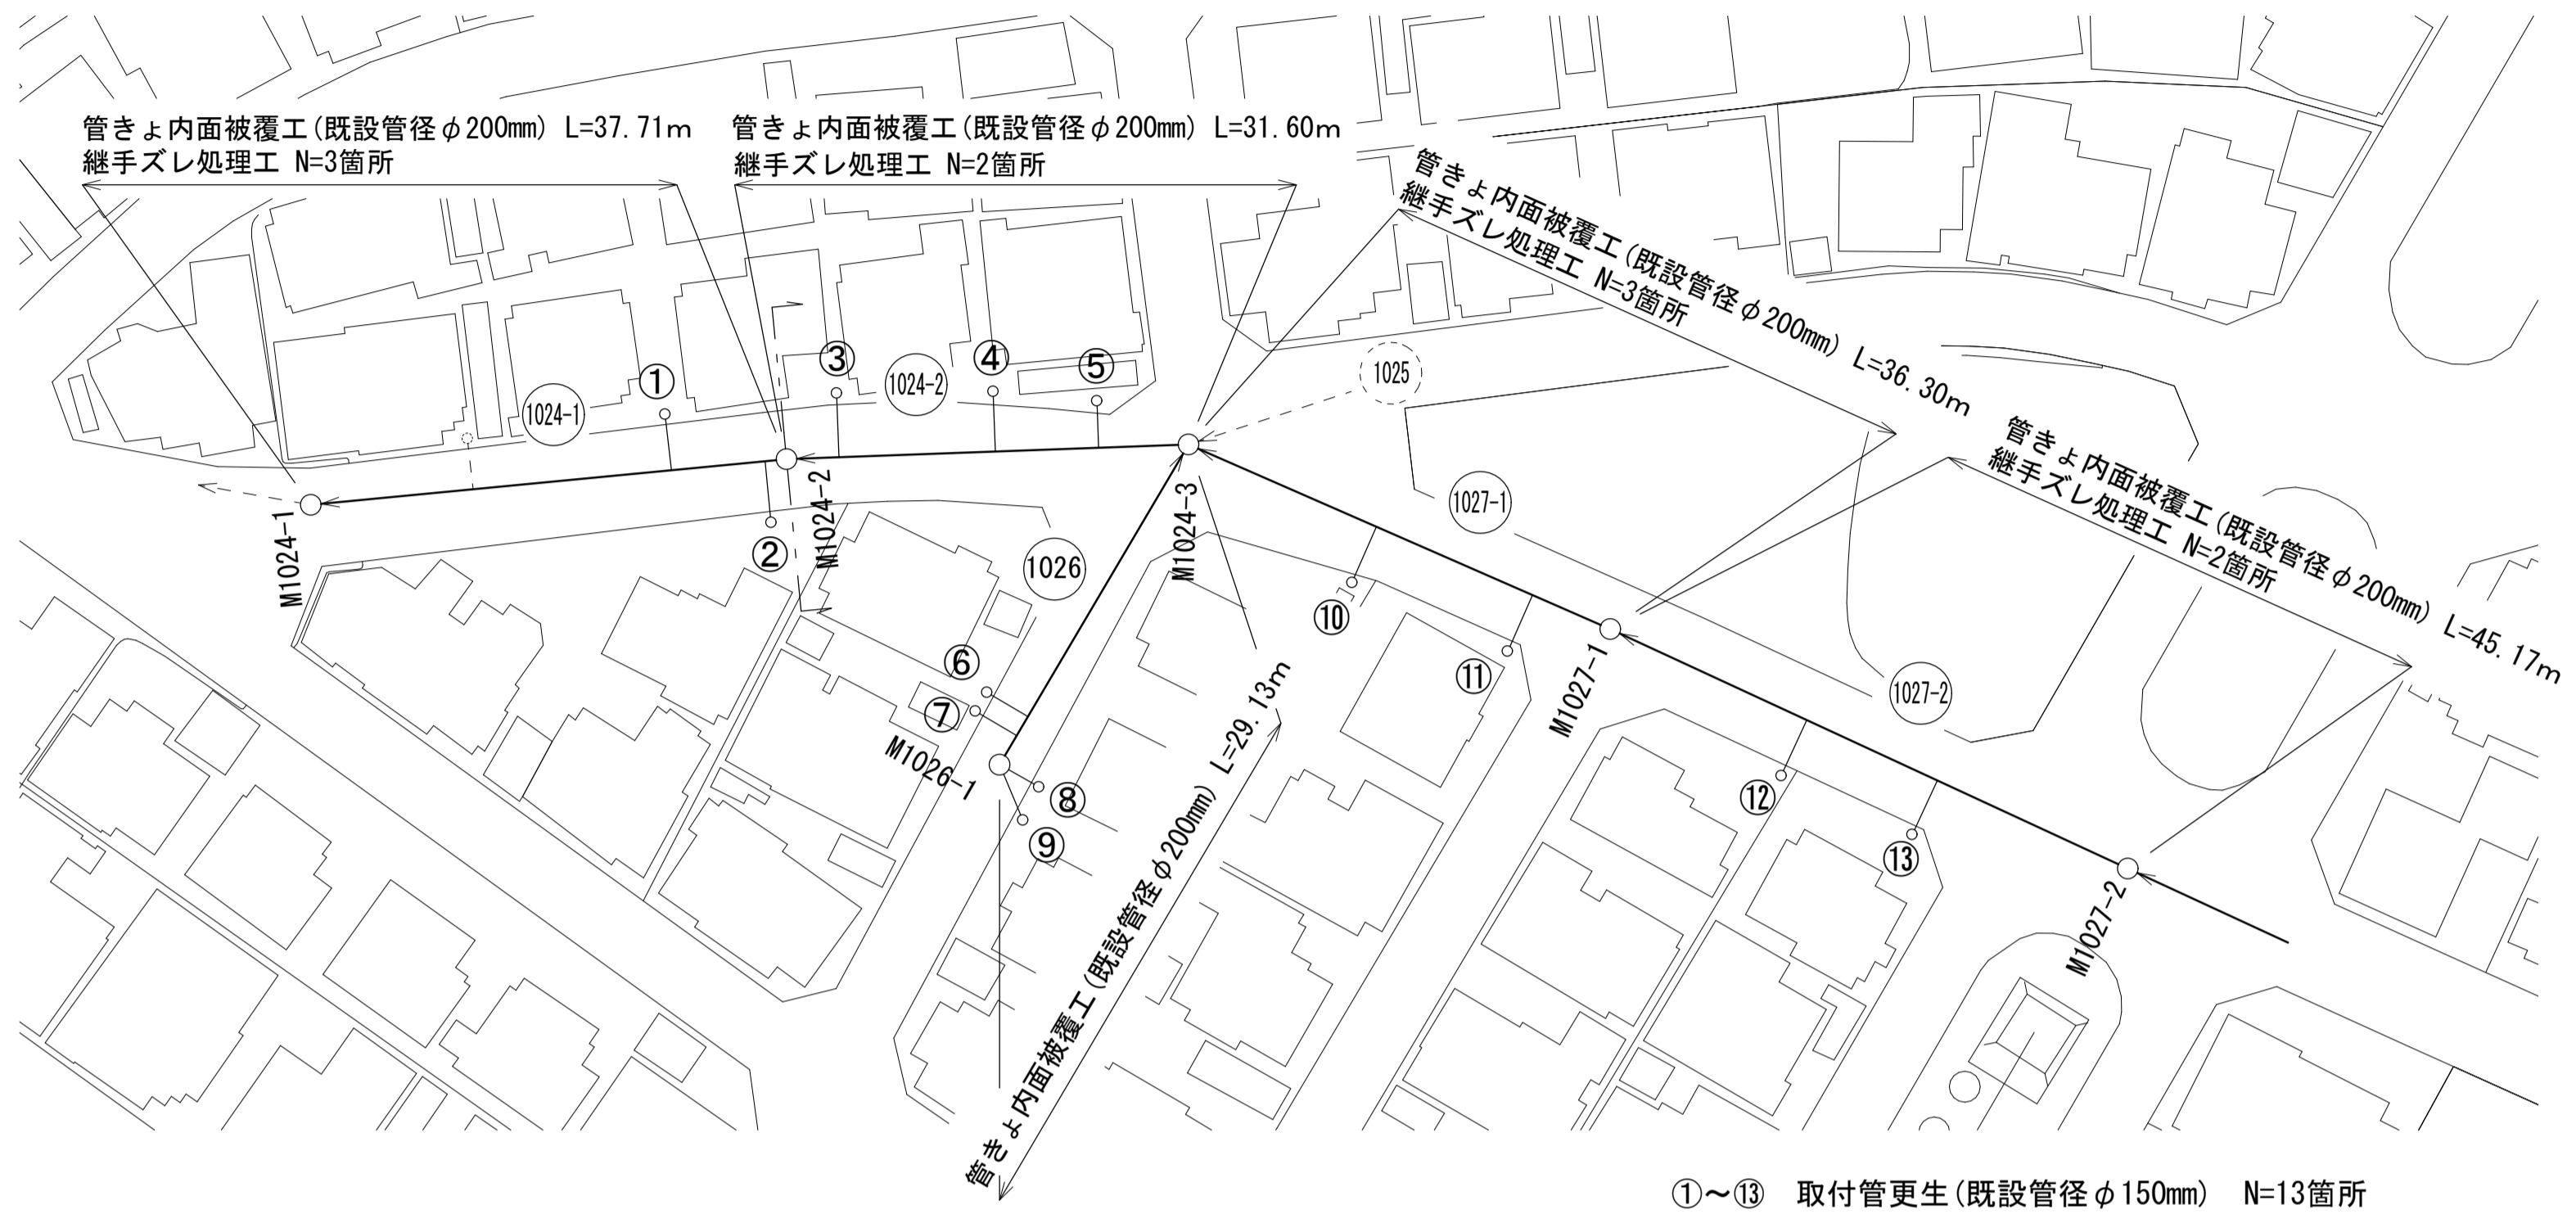 管きょ内面被覆工(既設管径φ200mm) L=37.71m
継手ズレ処理工 N=3箇所
管きょ内面被覆工(既設管径φ200mm) L=31.60m
継手ズレ処理工 N=2箇所
管きょ内面被覆工(既設管径φ200mm) L=36.30m
継手ズレ処理工 N=3箇所
管きょ内面被覆工(既設管径φ200mm) L=45.17m
継手ズレ処理工 N=2箇所
1024-1
①
③
1024-2
④
⑤
1025
M1024-1
②
M1024-2
1026
M1024-3
1027-1
⑥
⑦
M1026-1
⑧
⑨
⑩
⑪
M1027-1
1027-2
⑫
⑬
M1027-2
管きょ内面被覆工(既設管径φ200mm) L=29.13m
①～⑬ 取付管更生(既設管径φ150mm) N=13箇所